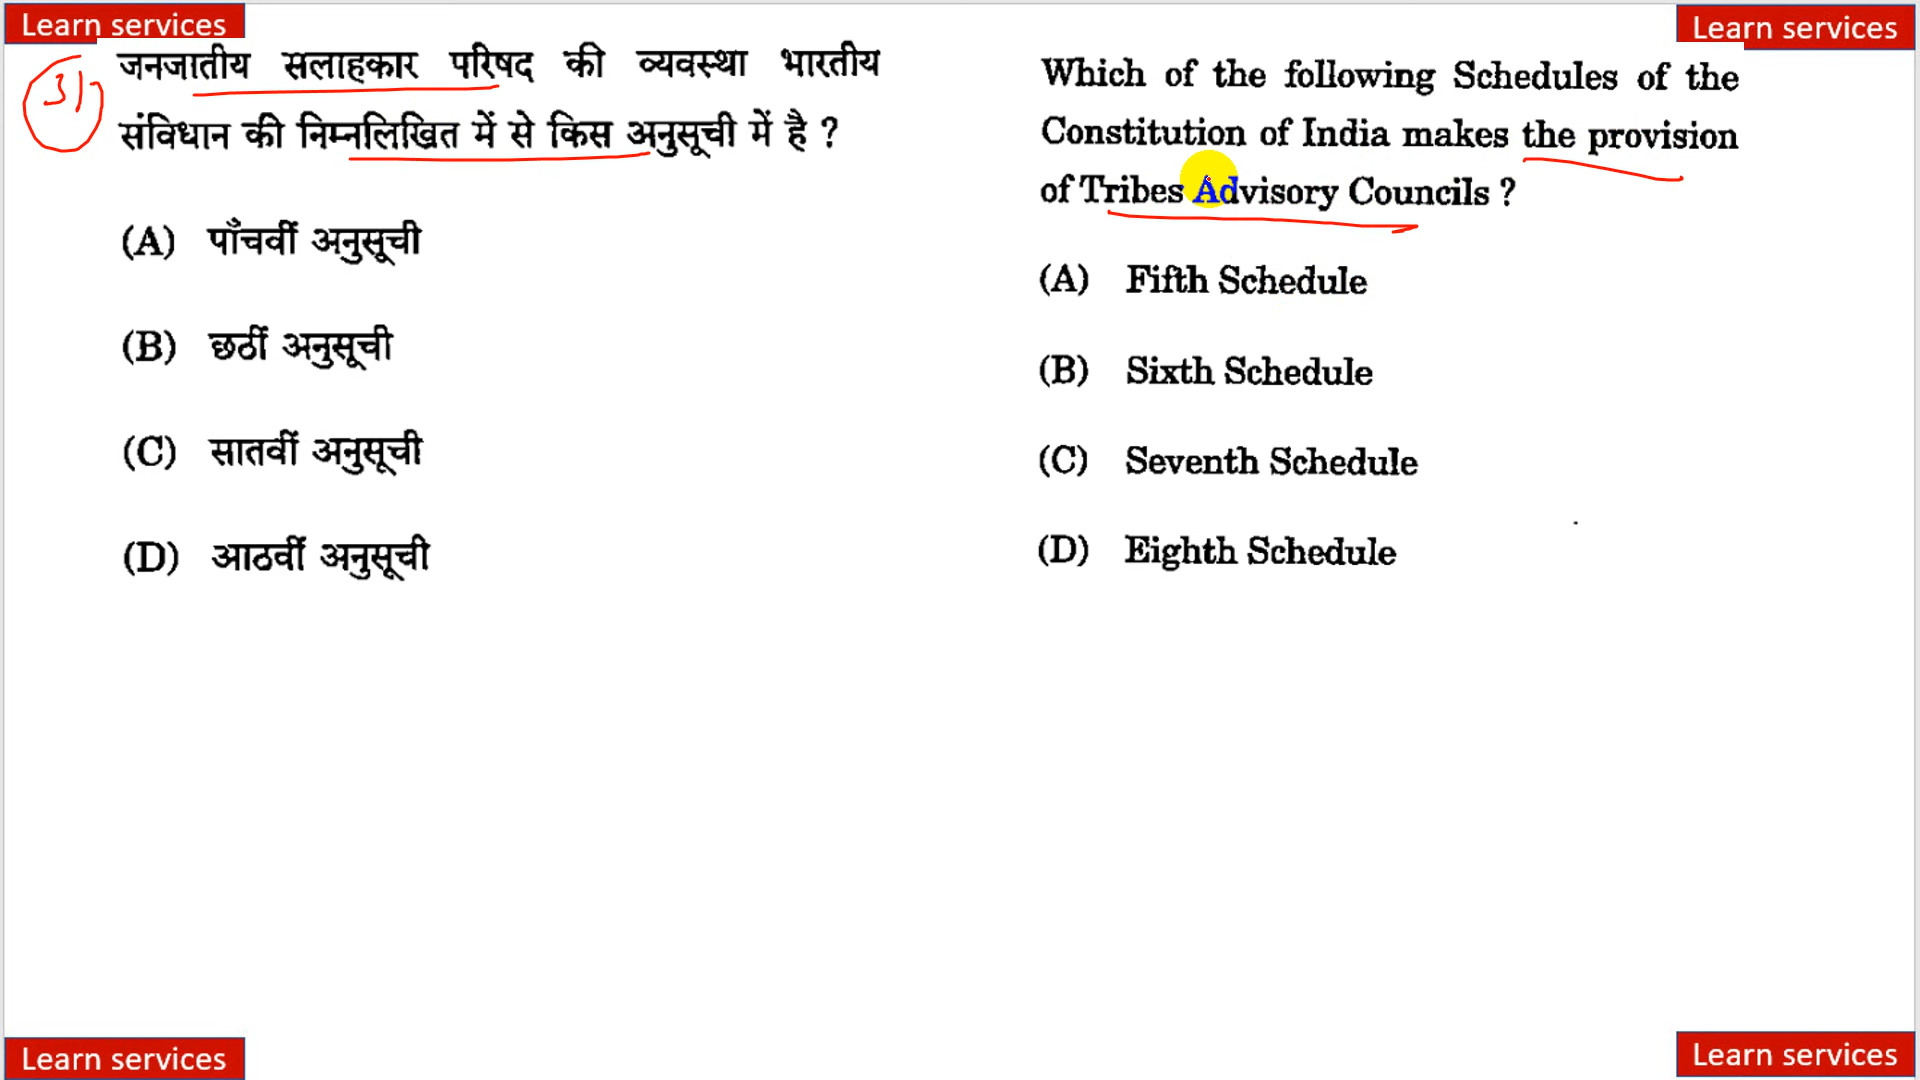 Learn services
Learn services
31
जनजातीय सलाहकार परिषद की व्यवस्था भारतीय
संविधान की निम्नलिखित में से किस अनुसूची में है ?
(A) पाँचवीं अनुसूची
(B) छठीं अनुसूची
(C) सातवीं अनुसूची
(D) आठवीं अनुसूची
Which of the following Schedules of the
Constitution of India makes the provision
of Tribes Advisory Councils ?
(A) Fifth Schedule
(B) Sixth Schedule
(C) Seventh Schedule
(D) Eighth Schedule
Learn services
Learn services